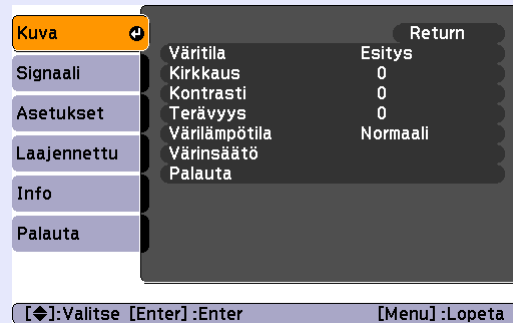 Kuva
Signaali
Asetukset
Laajennettu
Info
Palauta
Return
Väritila Esitys
Kirkkaus 0
Kontrasti 0
Terävyys 0
Värilämpötila Normaali
Värinsäätö
Palauta
[◆]:Valitse [Enter]:Enter [Menu]:Lopeta